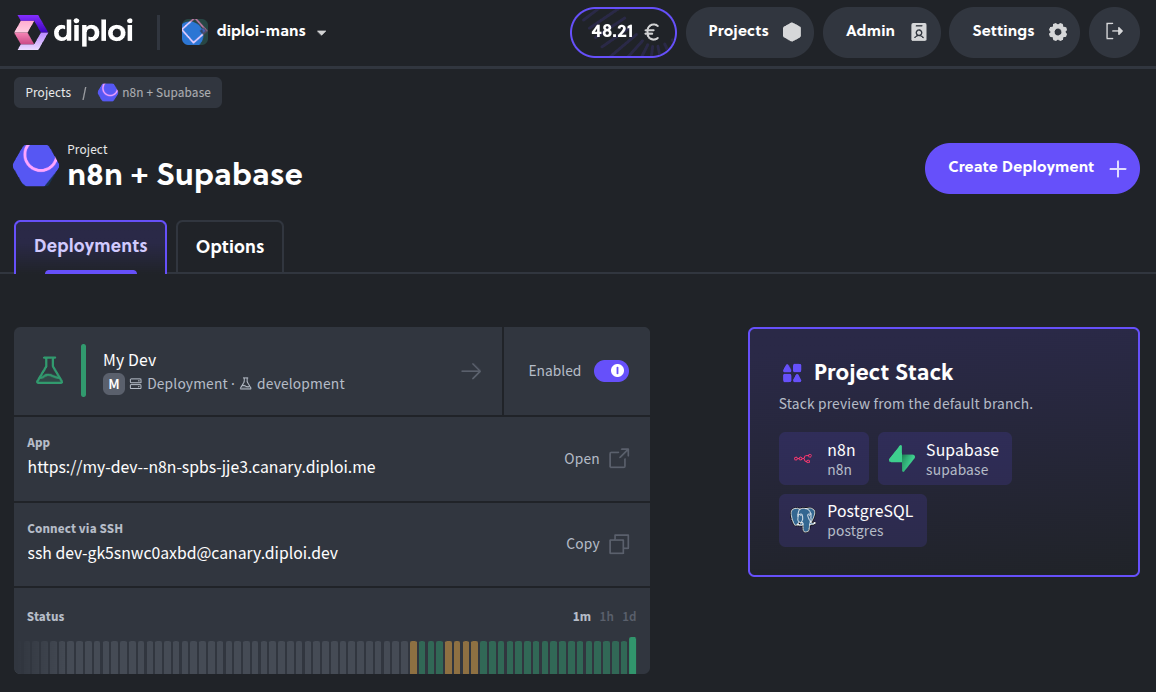 diploi
diploi-mans
48.21 €
Projects
Admin
Settings
Projects / n8n + Supabase
Project
n8n + Supabase
Create Deployment
Deployments
Options
My Dev
M Deployment · development
Enabled
App
https://my-dev--n8n-spbs-jje3.canary.diploi.me
Open
Connect via SSH
ssh dev-gk5snwc0axbd@canary.diploi.dev
Copy
Status
1m 1h 1d
Project Stack
Stack preview from the default branch.
n8n
n8n
Supabase
supabase
PostgreSQL
postgres